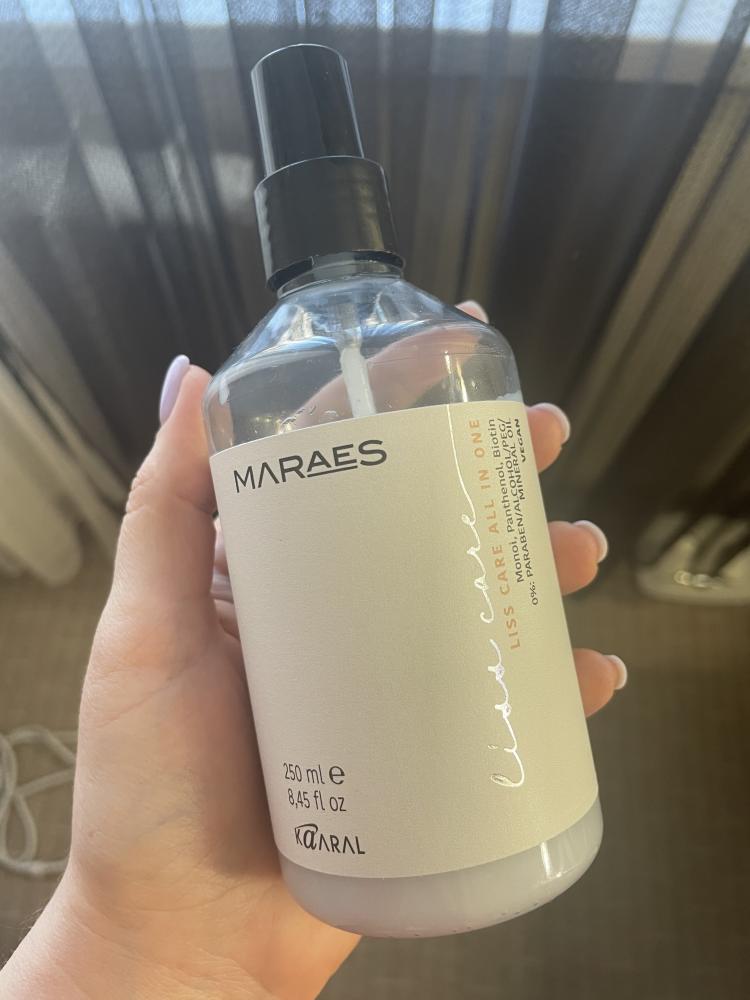 MARAES
liss care
LISS CARE ALL IN ONE
Monoi, Panthenol, Biotin
0%: PARABEN/ALCOHOL/PEG/
MINERAL OIL
VEGAN
250 ml e
8,45 fl oz
KAARAL